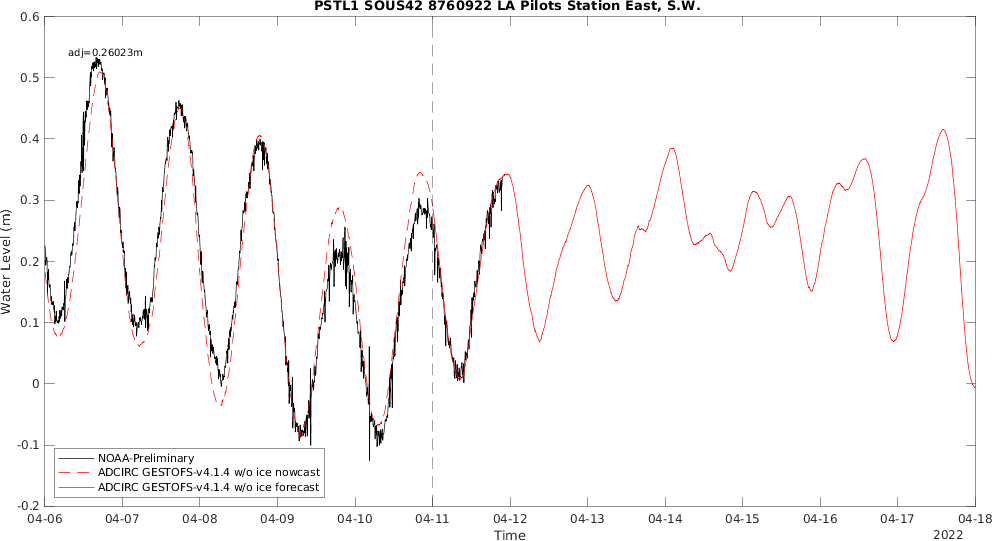 PSTL1 SOUS42 8760922 LA Pilots Station East, S.W.
adj=0.26023m
Water Level (m)
0.6
0.5
0.4
0.3
0.2
0.1
0
-0.1
-0.2
NOAA-Preliminary
ADCIRC GESTOFS-v4.1.4 w/o ice nowcast
ADCIRC GESTOFS-v4.1.4 w/o ice forecast
04-06 04-07 04-08 04-09 04-10 04-11 04-12 04-13 04-14 04-15 04-16 04-17 04-18
Time
2022